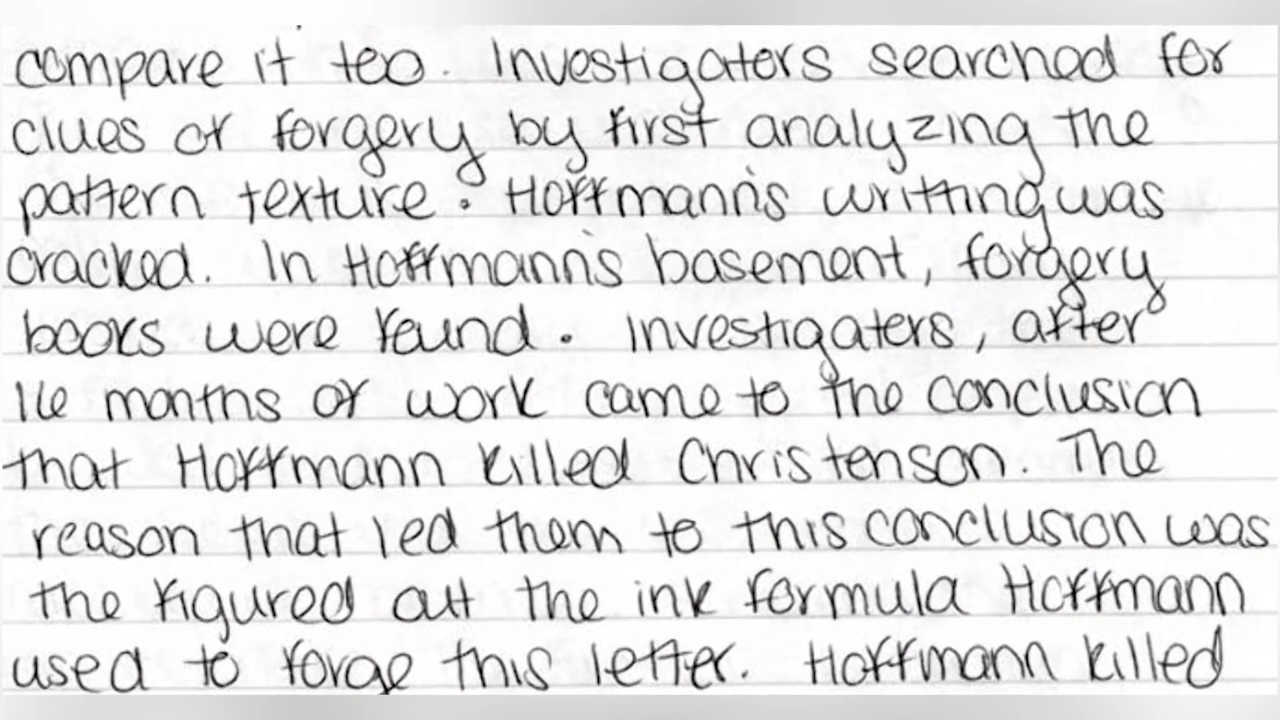 compare it too. Investigators searched for
clues of forgery by first analyzing the
pattern texture. Hoffmann's writting was
cracked. In Hoffmann's basement, forgery
books were found. Investigaters, after
16 months of work came to the conclusion
that Hoffmann killed Christenson. The
reason that led them to this conclusion was
the figured out the ink formula Hoffmann
used to forge this letter. Hoffmann killed